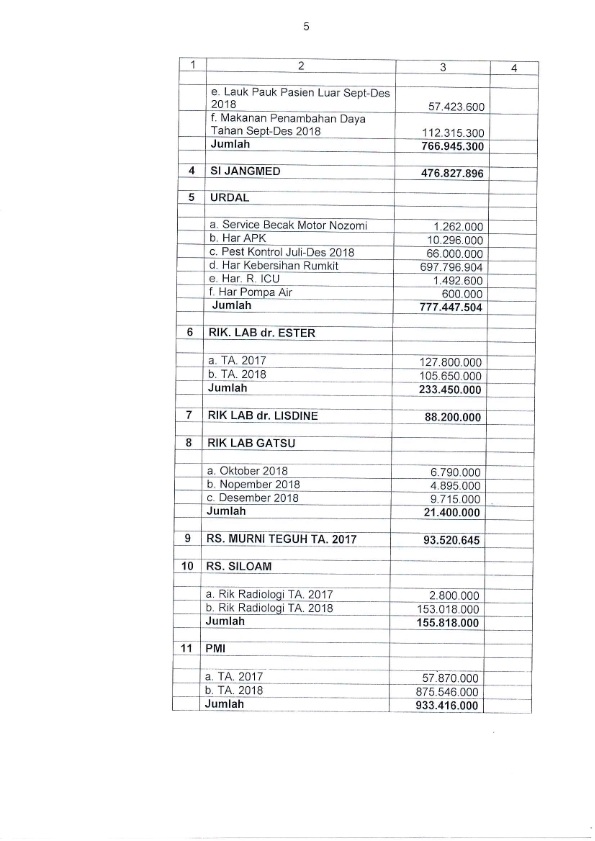 5
1 2 3 4
e. Lauk Pauk Pasien Luar Sept-Des
2018 57.423.600
f. Makanan Penambahan Daya
Tahan Sept-Des 2018 112.315.300
Jumlah 766.945.300
4 SI JANGMED 476.827.896
5 URDAL
a. Service Becak Motor Nozomi 1.262.000
b. Har APK 10.296.000
c. Pest Kontrol Juli-Des 2018 66.000.000
d. Har Kebersihan Rumkit 697.796.904
e. Har. R. ICU 1.492.600
f. Har Pompa Air 600.000
Jumlah 777.447.504
6 RIK. LAB dr. ESTER
a. TA. 2017 127.800.000
b. TA. 2018 105.650.000
Jumlah 233.450.000
7 RIK LAB dr. LISDINE 88.200.000
8 RIK LAB GATSU
a. Oktober 2018 6.790.000
b. Nopember 2018 4.895.000
c. Desember 2018 9.715.000
Jumlah 21.400.000
9 RS. MURNI TEGUH TA. 2017 93.520.645
10 RS. SILOAM
a. Rik Radiologi TA. 2017 2.800.000
b. Rik Radiologi TA. 2018 153.018.000
Jumlah 155.818.000
11 PMI
a. TA. 2017 57.870.000
b. TA. 2018 875.546.000
Jumlah 933.416.000